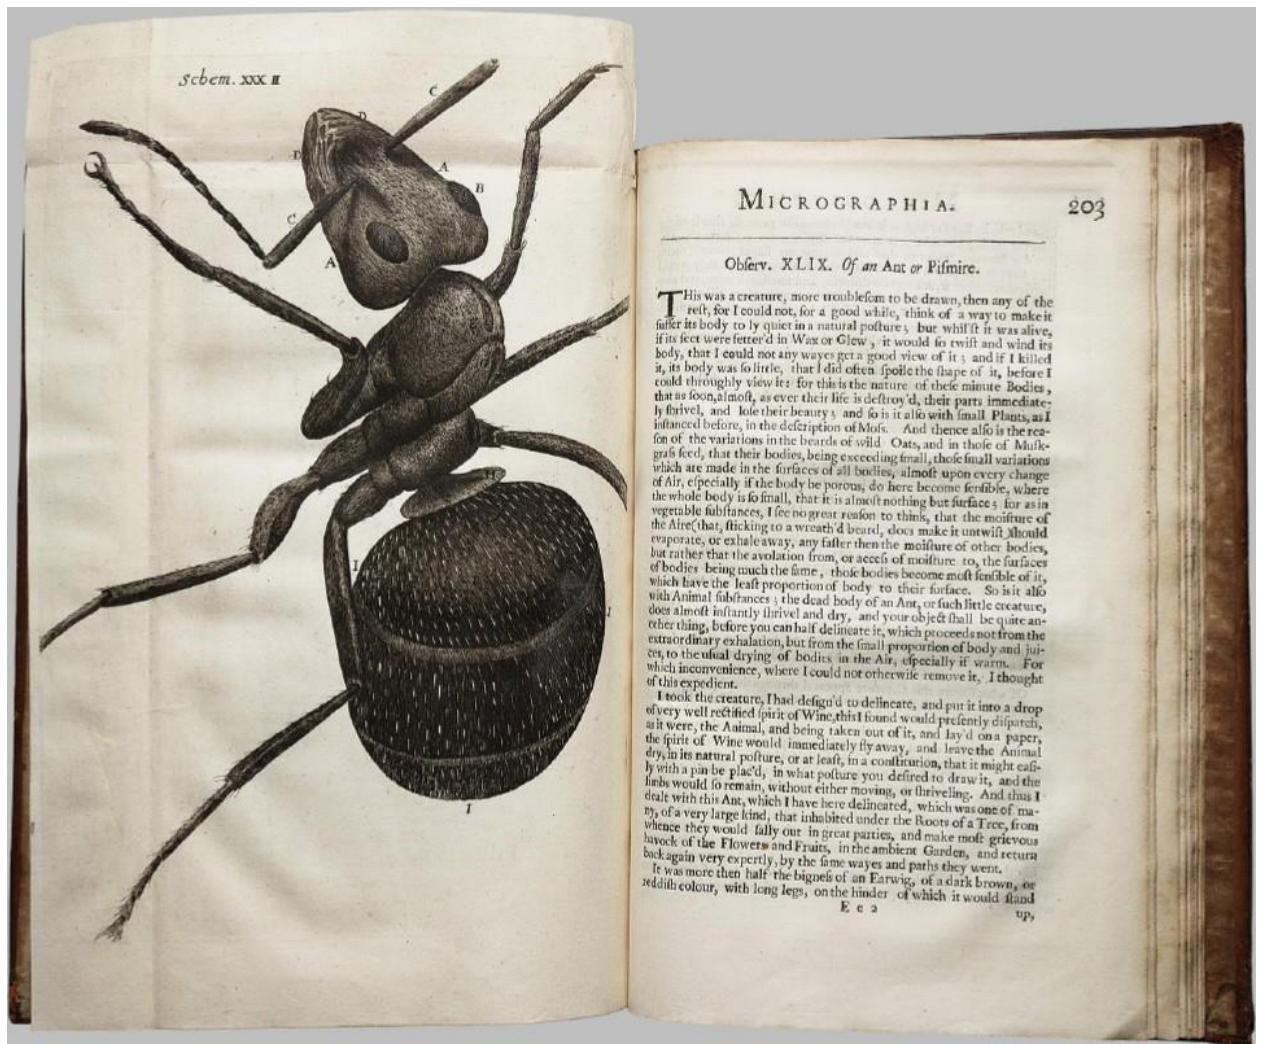 Schem. XXXII
C
D
D
A
B
C
A
H
I
I
I
MICROGRAPHIA.
203
Obſerv. XLIX. Of an Ant or Piſmire.
THis was a creature, more troubleſom to be drawn, then any of the
reſt, for I could not, for a good while, think of a way to make it
ſuffer its body to ly quiet in a natural poſture; but whil'ſt it was alive,
if its feet were fetter'd in Wax or Glew, it would ſo twiſt and wind its
body, that I could not any wayes get a good view of it; and if I killed
it, its body was ſo little, that I did often ſpoile the ſhape of it, before I
could throughly view it: for this is the nature of theſe minute Bodies,
that as ſoon, almoſt, as ever their life is deſtroy'd, their parts immediate-
ly ſhrivel, and loſe their beauty; and ſo is it alſo with ſmall Plants, as I
inſtanced before, in the deſcription of Moſs. And thence alſo is the rea-
ſon of the variations in the beards of wild Oats, and in thoſe of Muſk-
graſs ſeed, that their bodies, being exceeding ſmall, thoſe ſmall variations
which are made in the ſurfaces of all bodies, almoſt upon every change
of Air, eſpecially if the body be porous, do here become ſenſible, where
the whole body is ſo ſmall, that it is almoſt nothing but ſurface; for as in
vegetable ſubſtances, I ſee no great reaſon to think, that the moiſture of
the Aire (that, ſticking to a wreath'd beard, does make it untwiſt) ſhould
evaporate, or exhale away, any faſter then the moiſture of other bodies,
but rather that the avolation from, or acceſs of moiſture to, the ſurfaces
of bodies being much the ſame, thoſe bodies become moſt ſenſible of it,
which have the leaſt proportion of body to their ſurface. So is it alſo
with Animal ſubſtances; the dead body of an Ant, or ſuch little creature,
does almoſt inſtantly ſhrivel and dry, and your object ſhall be quite an-
other thing, before you can half delineate it, which proceeds not from the
extraordinary exhalation, but from the ſmall proportion of body and jui-
ces, to the uſual drying of bodies in the Air, eſpecially if warm. For
which inconvenience, where I could not otherwiſe remove it, I thought
of this expedient.
I took the creature, I had deſign'd to delineate, and put it into a drop
of very well rectified ſpirit of Wine, this I found would preſently diſpatch,
as it were, the Animal, and being taken out of it, and lay'd on a paper,
the ſpirit of Wine would immediately fly away, and leave the Animal
dry, in its natural poſture, or at leaſt, in a conſtitution, that it might eaſi-
ly with a pin be plac'd, in what poſture you deſired to draw it, and the
limbs would ſo remain, without either moving, or ſhriveling. And thus I
dealt with this Ant, which I have here delineated, which was one of ma-
ny, of a very large kind, that inhabited under the Roots of a Tree, from
whence they would ſally out in great parties, and make moſt grievous
havock of the Flowers and Fruits, in the ambient Garden, and return
back again very expertly, by the ſame wayes and paths they went.
It was more then half the bigneſs of an Earwig, of a dark brown, or
reddiſh colour, with long legs, on the hinder of which it would ſtand
E e 2
up,